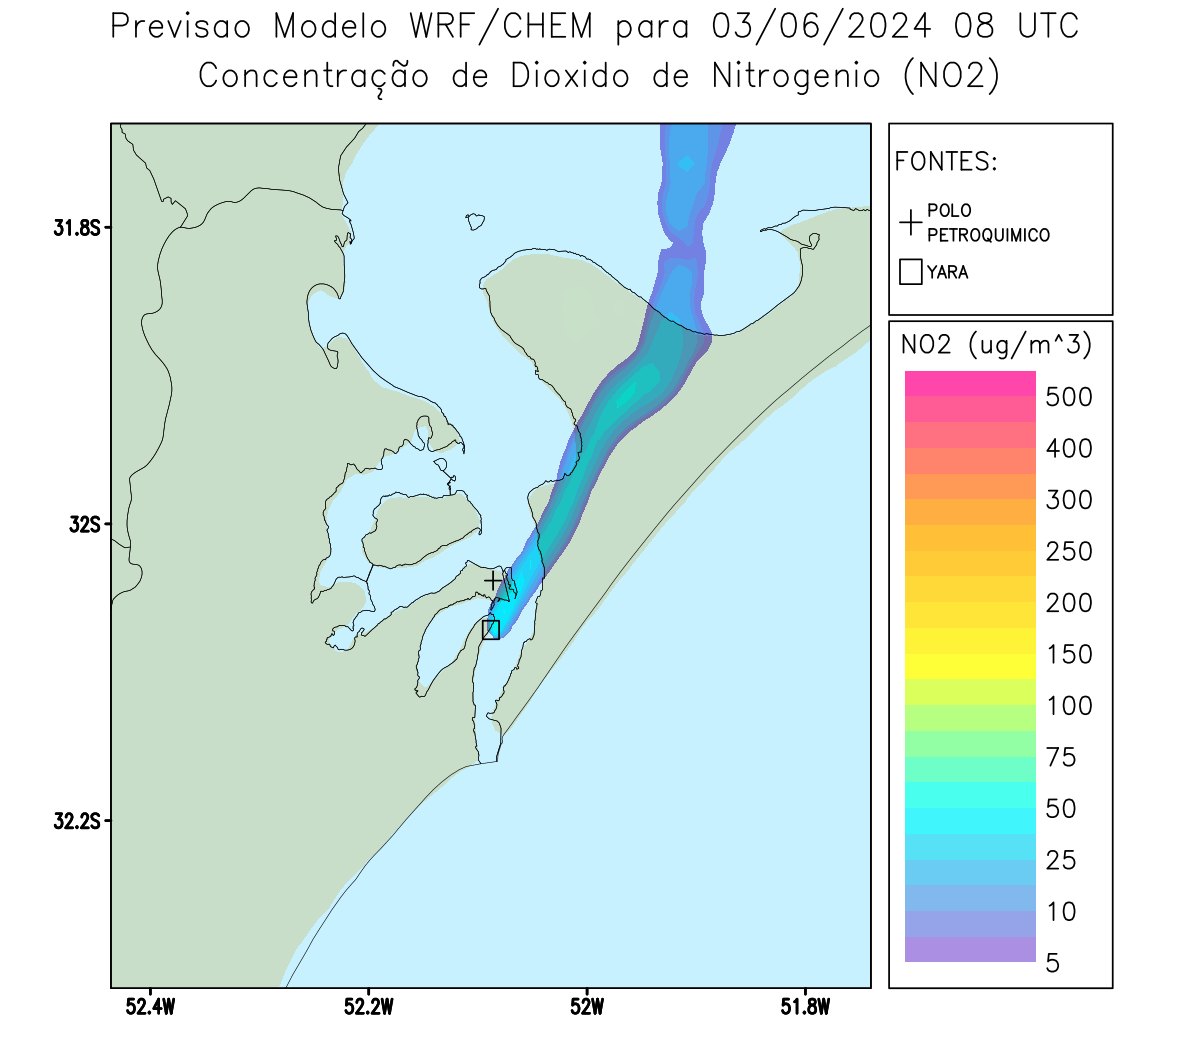 Previsao Modelo WRF/CHEM para 03/06/2024 08 UTC
Concentração de Dioxido de Nitrogenio (NO2)
FONTES:
POLO
PETROQUIMICO
YARA
31.8S
32S
32.2S
52.4W
52.2W
52W
51.8W
NO2 (ug/m^3)
500
400
300
250
200
150
100
75
50
25
10
5